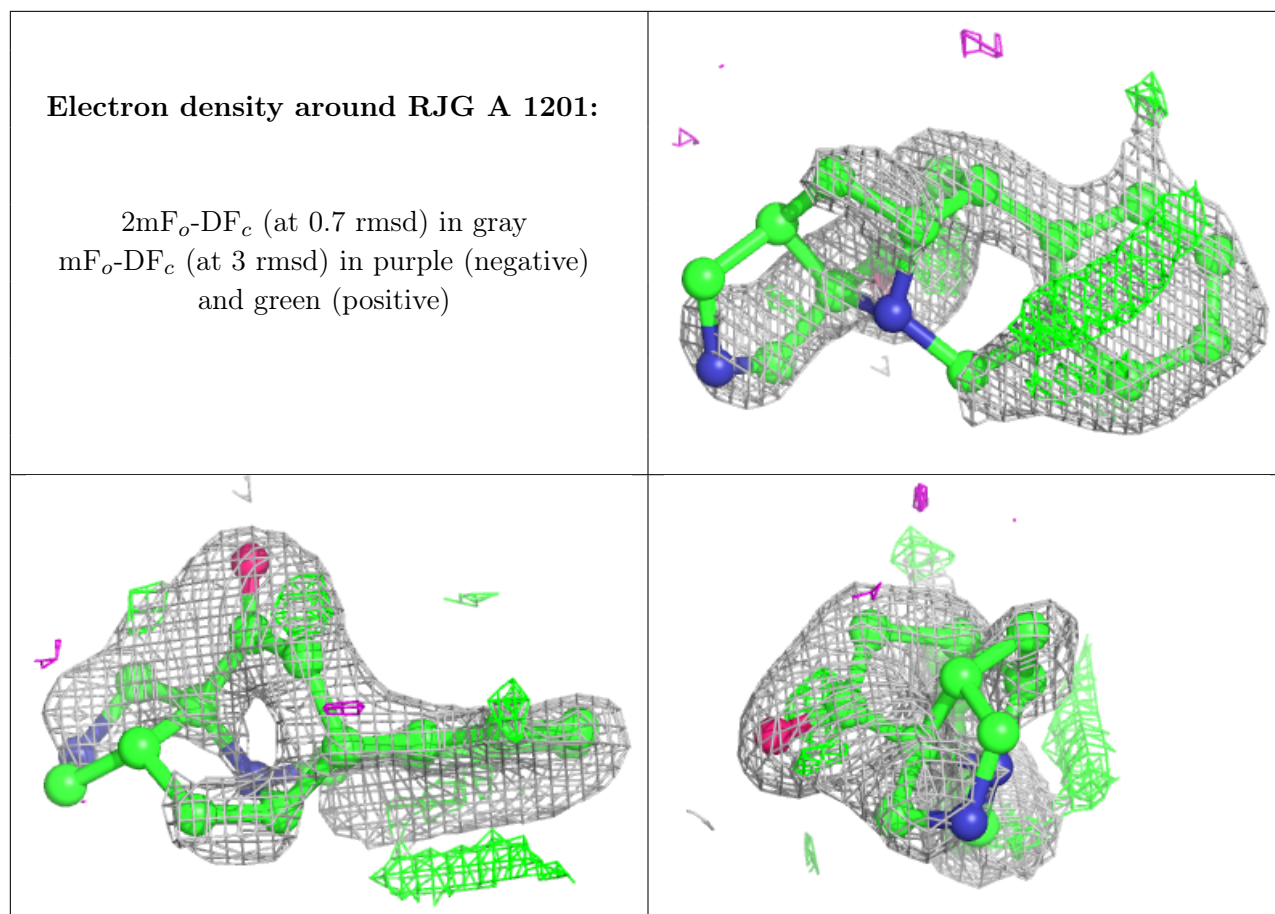 Electron density around RJG A 1201:
2mFₒ-DF𝒸 (at 0.7 rmsd) in gray
mFₒ-DF𝒸 (at 3 rmsd) in purple (negative)
and green (positive)